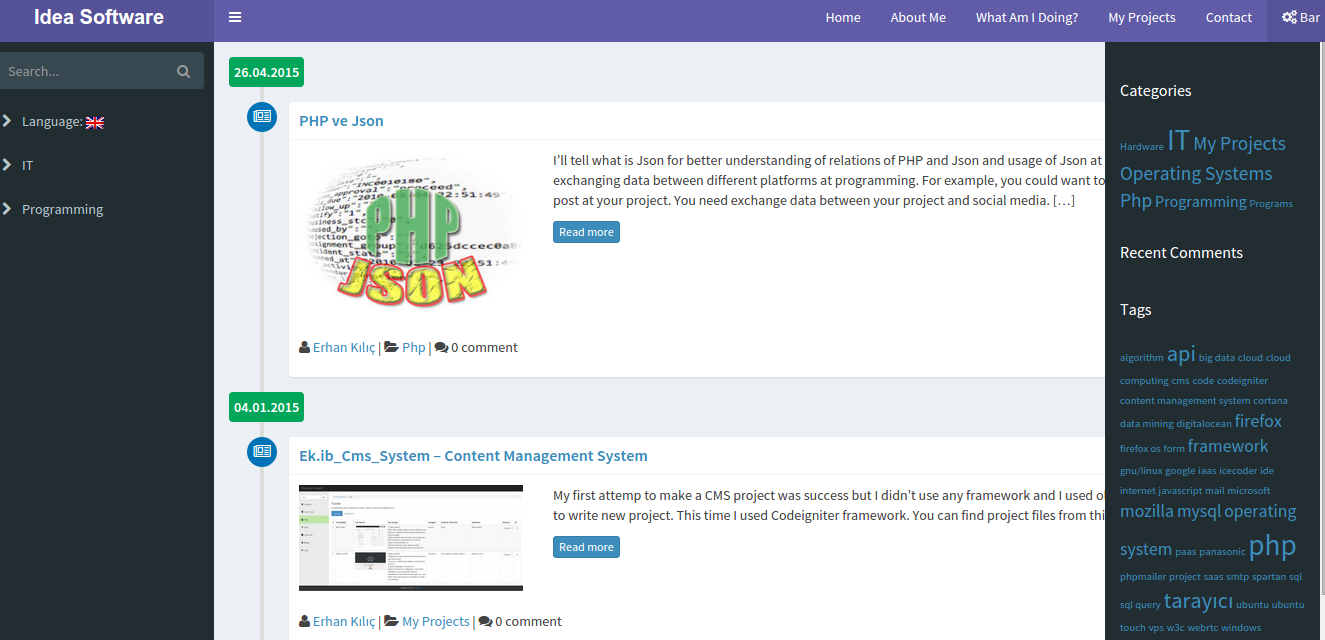 Idea Software
Home About Me What Am I Doing? My Projects Contact Bar
Search...
Language:
IT
Programming
26.04.2015
PHP ve Json
I'll tell what is Json for better understanding of relations of PHP and Json and usage of Json at
exchanging data between different platforms at programming. For example, you could want to
post at your project. You need exchange data between your project and social media. […]
Read more
PHP
JSON
Erhan Kılıç | Php | 0 comment
04.01.2015
Ek.ib_Cms_System – Content Management System
My first attemp to make a CMS project was success but I didn't use any framework and I used
to write new project. This time I used Codeigniter framework. You can find project files from
Read more
Erhan Kılıç | My Projects | 0 comment
Categories
Hardware IT My Projects
Operating Systems
Php Programming Programs
Recent Comments
Tags
algorithm api big data cloud cloud
computing cms code codeigniter
content management system cortana
data mining digitalocean firefox
firefox os form framework
gnu/linux google iaas icecoder ide
internet javascript mail microsoft
mozilla mysql operating
system paas panasonic php
phpmailer project saas smtp spartan sql
sql query tarayıcı ubuntu ubuntu
touch vps w3c webrtc windows